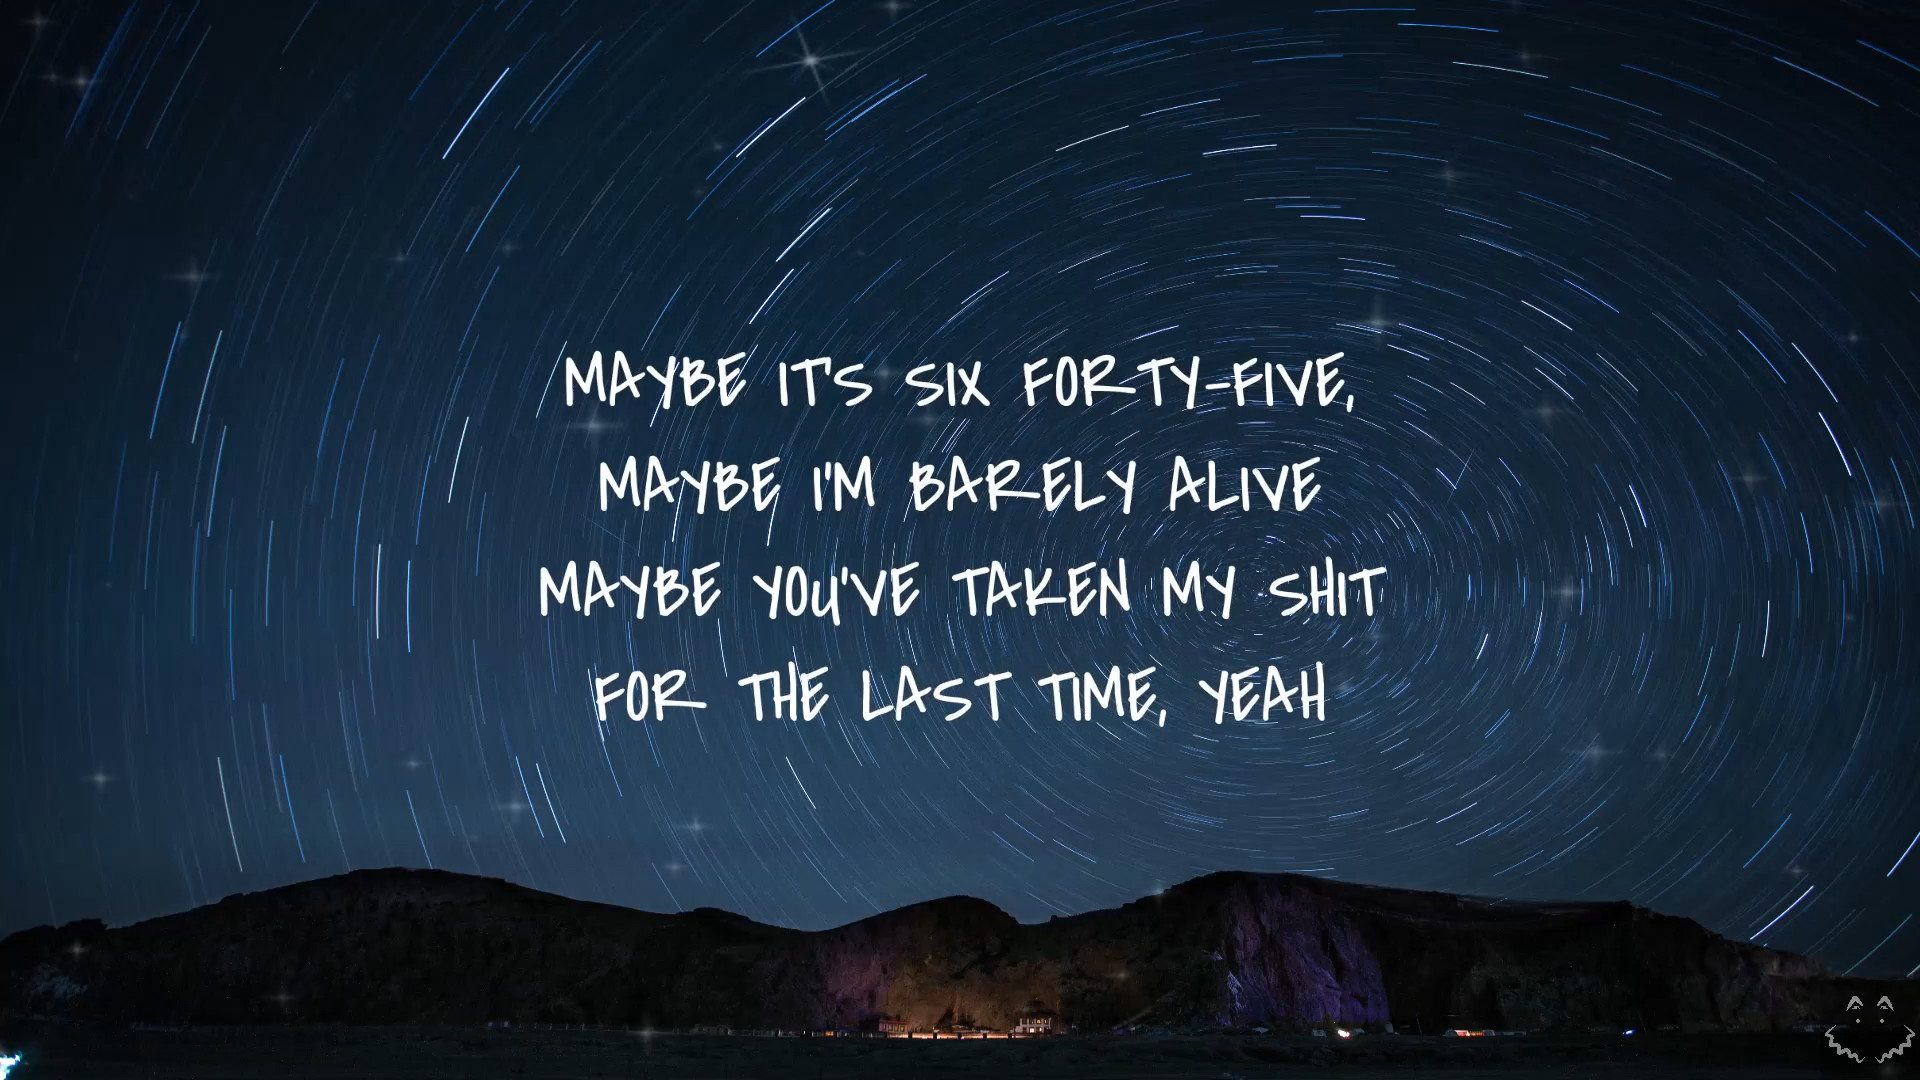 MAYBE IT'S SIX FORTY-FIVE,
MAYBE I'M BARELY ALIVE
MAYBE YOU'VE TAKEN MY SHIT
FOR THE LAST TIME, YEAH